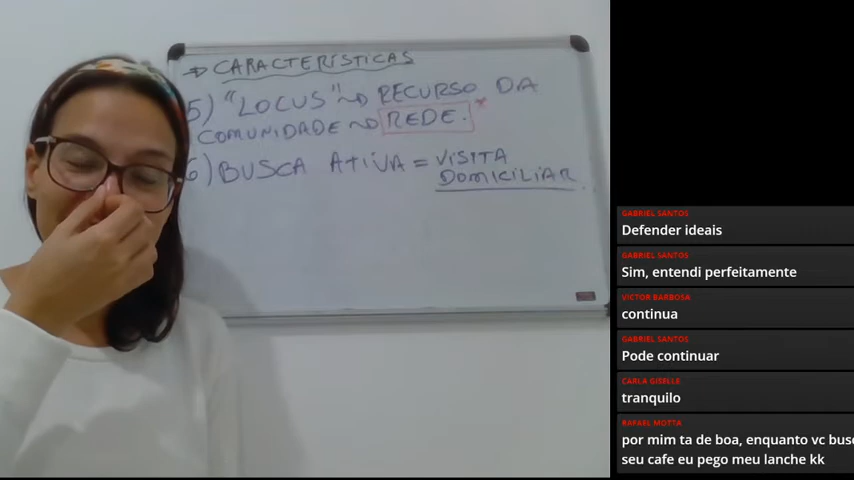 → CARACTERÍSTICAS
5) "LOCUS" → RECURSO DA
COMUNIDADE → REDE. *
6) BUSCA ATIVA = VISITA
DOMICILIAR.
GABRIEL SANTOS
Defender ideais
GABRIEL SANTOS
Sim, entendi perfeitamente
VICTOR BARBOSA
continua
GABRIEL SANTOS
Pode continuar
CARLA GISELLE
tranquilo
RAFAEL MOTTA
por mim ta de boa, enquanto vc busc
seu cafe eu pego meu lanche kk